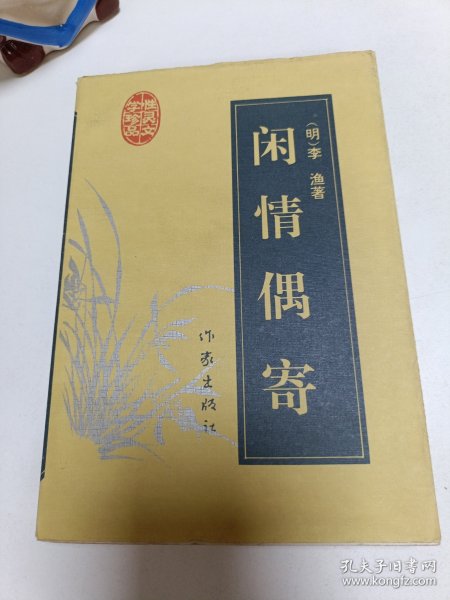 性灵文
学珍品
(明)李渔著
闲情偶寄
作家出版社
孔夫子旧书网
www.kongfz.com